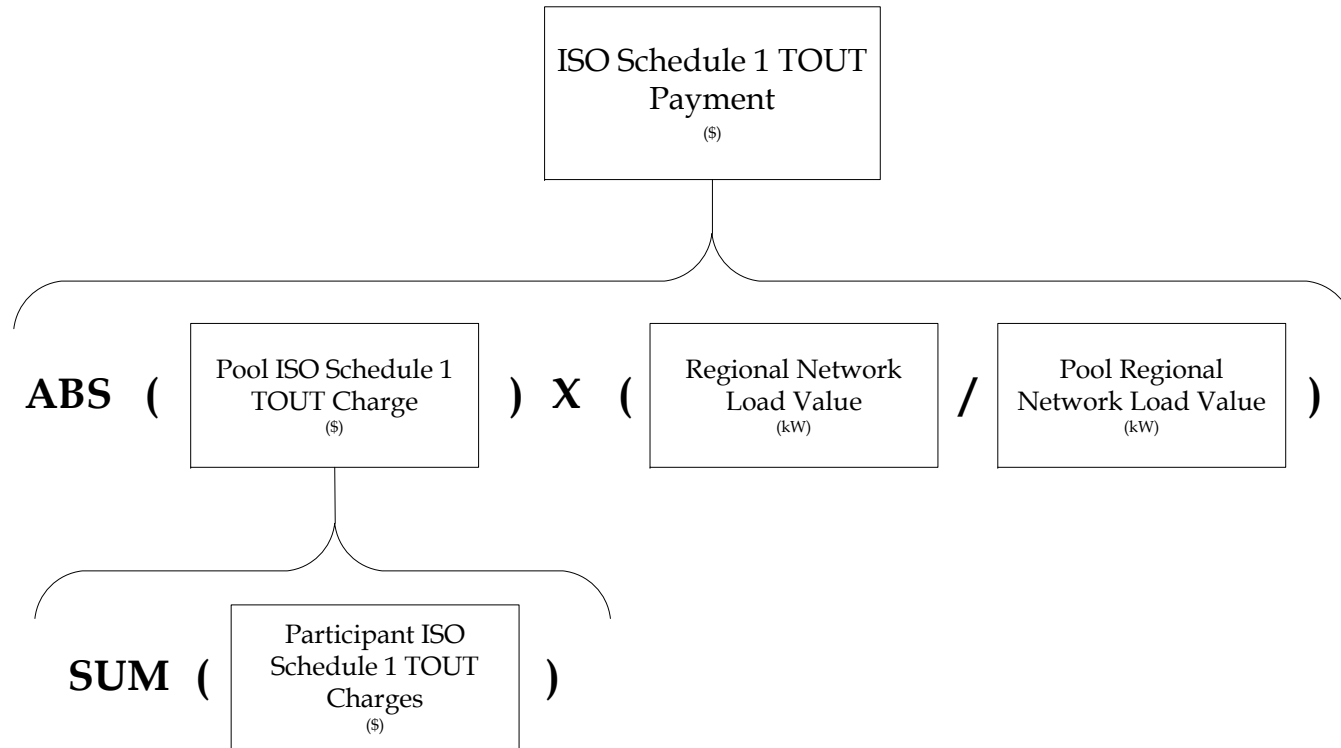 ISO Schedule 1 TOUT
Payment
($)
ABS ( Pool ISO Schedule 1 ) X ( Regional Network / Pool Regional )
TOUT Charge Load Value Network Load Value
($) (kW) (kW)
SUM ( Participant ISO )
Schedule 1 TOUT
Charges
($)